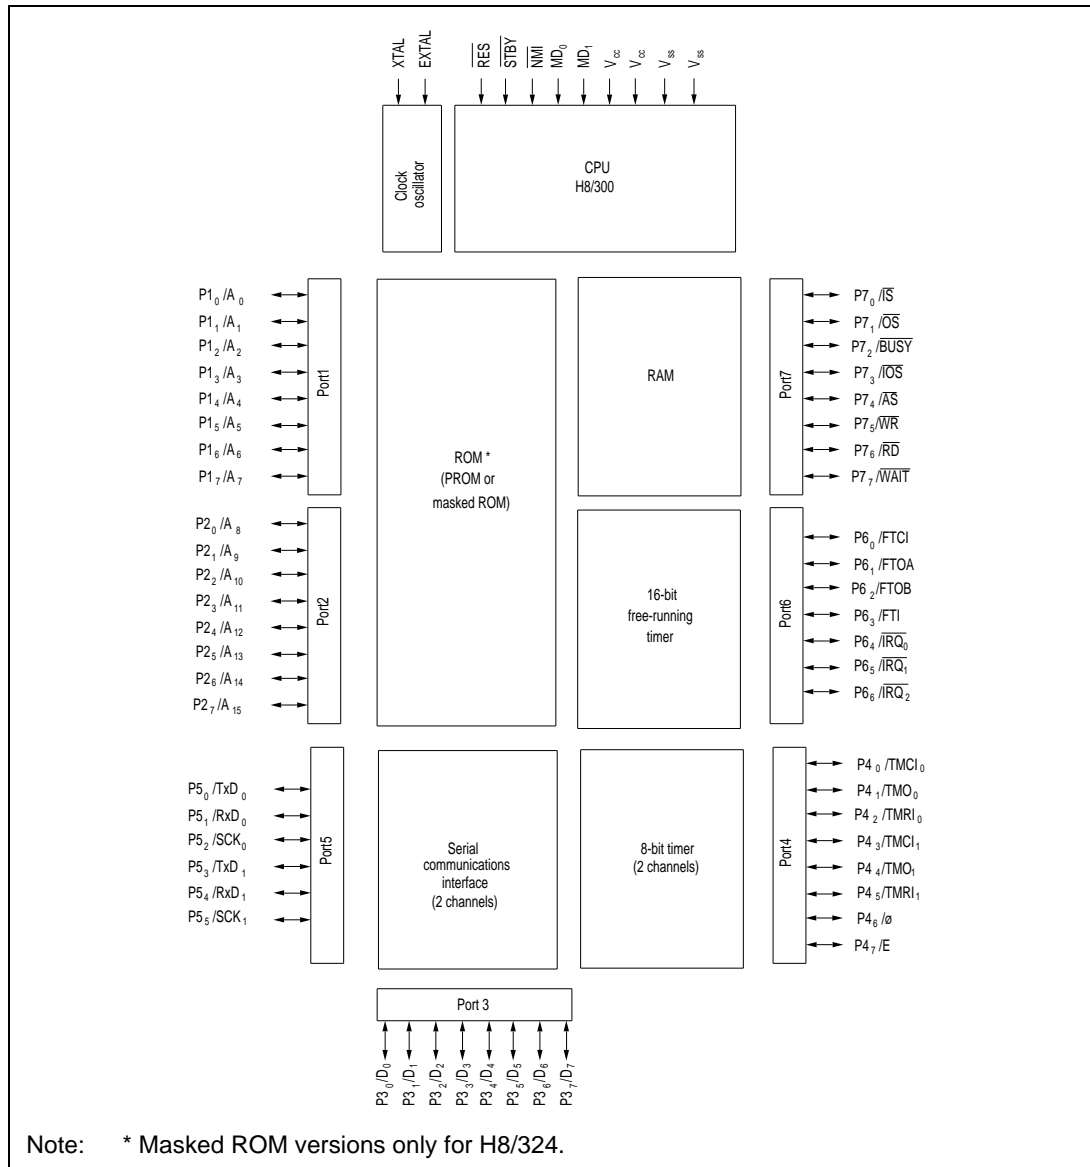 XTAL
EXTAL
RES
STBY
NMI
MD0
MD1
Vcc
Vcc
Vss
Vss
Clock
oscillator
CPU
H8/300
P10/A0
P11/A1
P12/A2
P13/A3
P14/A4
P15/A5
P16/A6
P17/A7
Port1
ROM *
(PROM or
masked ROM)
RAM
Port7
P70/IS
P71/OS
P72/BUSY
P73/IOS
P74/AS
P75/WR
P76/RD
P77/WAIT
P20/A8
P21/A9
P22/A10
P23/A11
P24/A12
P25/A13
P26/A14
P27/A15
Port2
16-bit
free-running
timer
Port6
P60/FTCI
P61/FTOA
P62/FTOB
P63/FTI
P64/IRQ0
P65/IRQ1
P66/IRQ2
P50/TxD0
P51/RxD0
P52/SCK0
P53/TxD1
P54/RxD1
P55/SCK1
Port5
Serial
communications
interface
(2 channels)
8-bit timer
(2 channels)
Port4
P40/TMCI0
P41/TMO0
P42/TMRI0
P43/TMCI1
P44/TMO1
P45/TMRI1
P46/ø
P47/E
Port 3
P30/D0
P31/D1
P32/D2
P33/D3
P34/D4
P35/D5
P36/D6
P37/D7
Note: * Masked ROM versions only for H8/324.